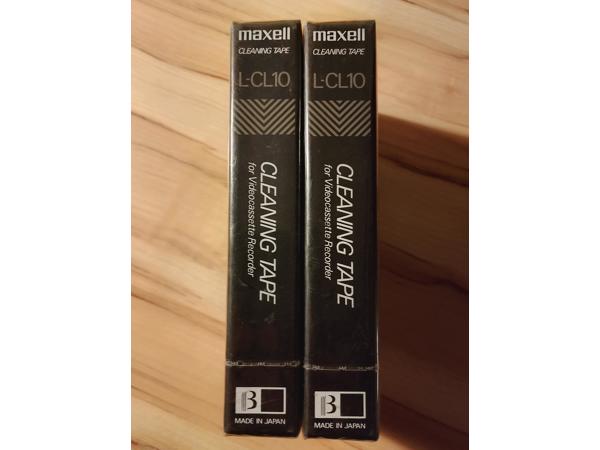 maxell
CLEANING TAPE
L-CL10
CLEANING TAPE
for Videocassette Recorder
B
MADE IN JAPAN
maxell
CLEANING TAPE
L-CL10
CLEANING TAPE
for Videocassette Recorder
B
MADE IN JAPAN